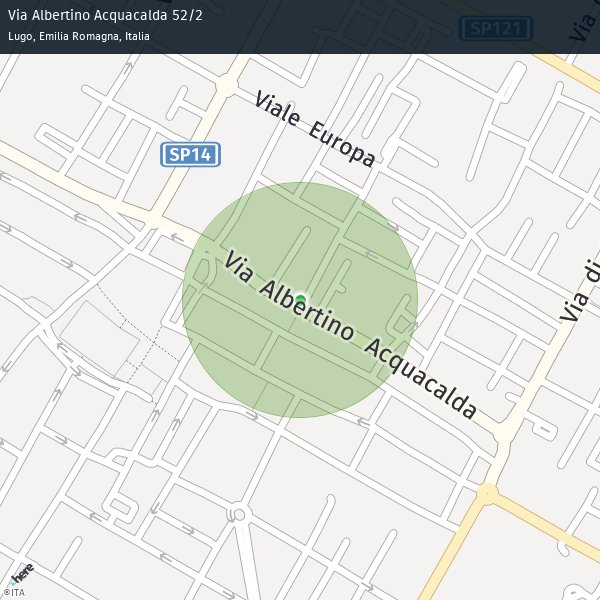 Via Albertino Acquacalda 52/2
Lugo, Emilia Romagna, Italia
SP121
Viale Europa
SP14
Via Albertino Acquacalda
Via di
here
©ITA